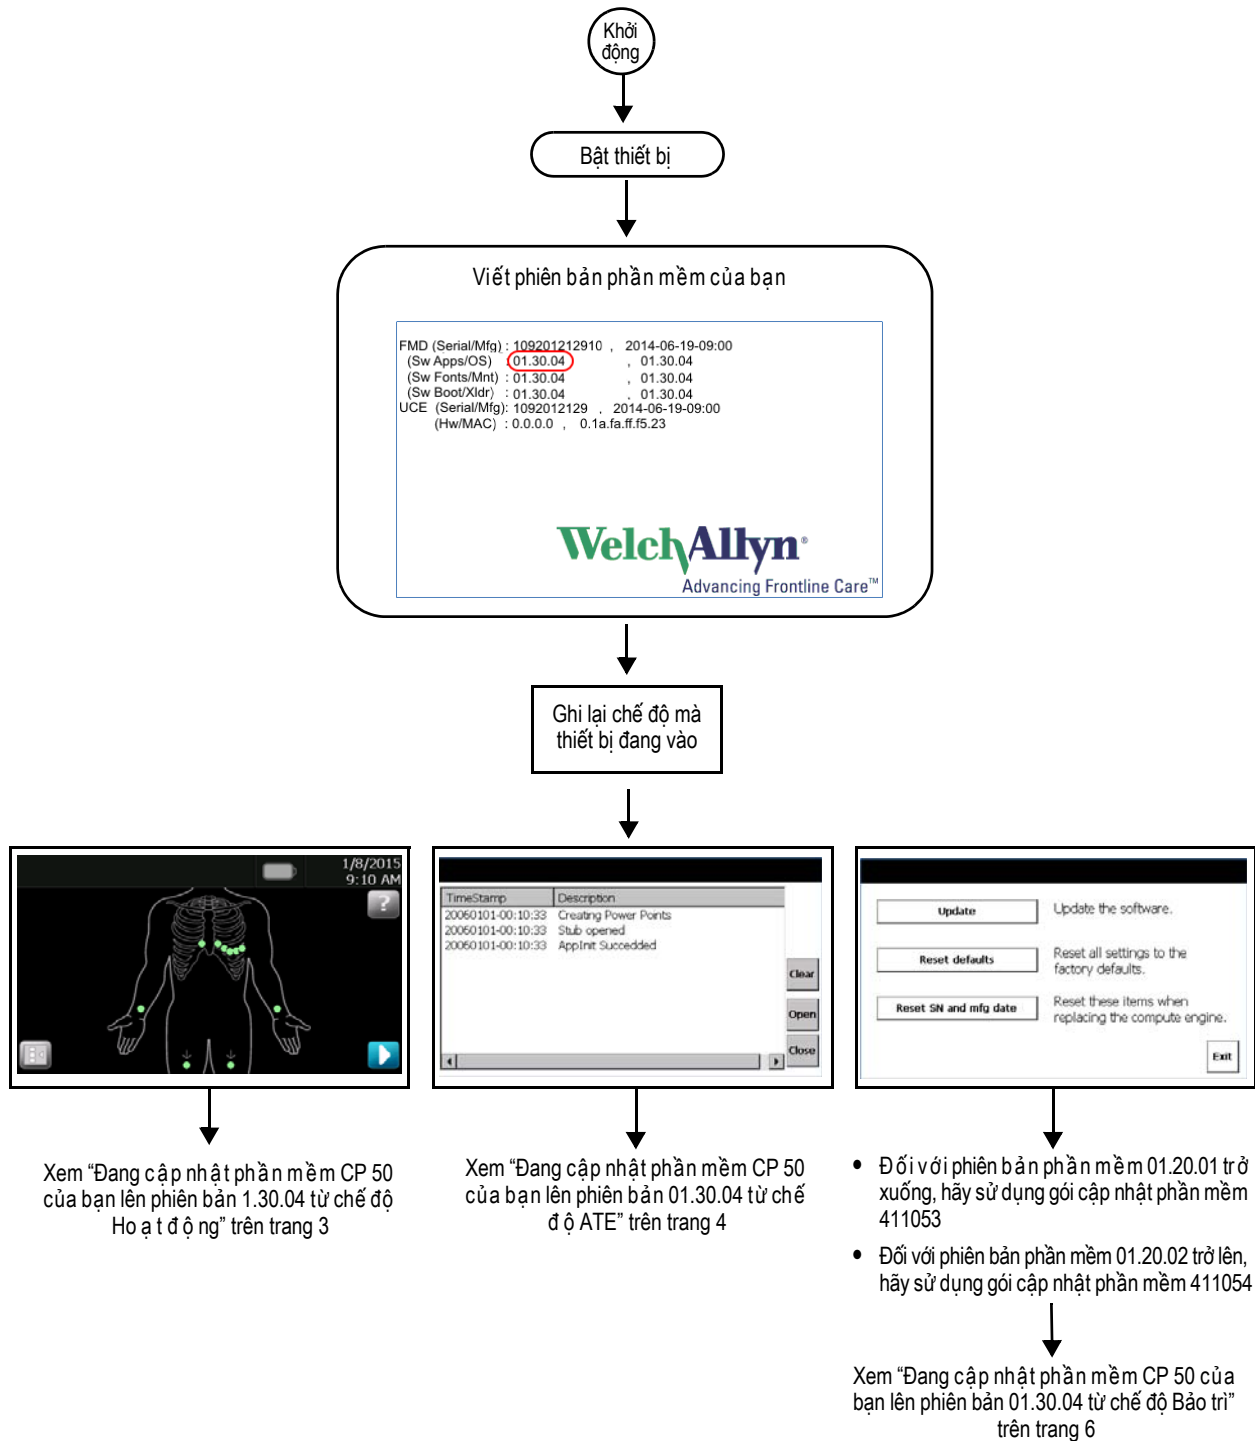 Khởi
động
Bật thiết bị
Viết phiên bản phần mềm của bạn
FMD (Serial/Mfg) : 109201212910 , 2014-06-19-09:00
(Sw Apps/OS) : 01.30.04 , 01.30.04
(Sw Fonts/Mnt) : 01.30.04 , 01.30.04
(Sw Boot/Xldr) : 01.30.04 , 01.30.04
UCE (Serial/Mfg): 1092012129 , 2014-06-19-09:00
(Hw/MAC) : 0.0.0.0 , 0.1a.fa.ff.f5.23
WelchAllyn®
Advancing Frontline Care™
Ghi lại chế độ mà
thiết bị đang vào
1/8/2015
9:10 AM
?
TimeStamp Description
20060101-00:10:33 Creating Power Points
20060101-00:10:33 Stub opened
20060101-00:10:33 AppInit Succedded
Clear
Open
Close
Update Update the software.
Reset defaults Reset all settings to the
factory defaults.
Reset SN and mfg date Reset these items when
replacing the compute engine.
Exit
Xem “Đang cập nhật phần mềm CP 50
của bạn lên phiên bản 1.30.04 từ chế độ
Hoạt động” trên trang 3
Xem “Đang cập nhật phần mềm CP 50
của bạn lên phiên bản 01.30.04 từ chế
độ ATE” trên trang 4
• Đối với phiên bản phần mềm 01.20.01 trở
xuống, hãy sử dụng gói cập nhật phần mềm
411053
• Đối với phiên bản phần mềm 01.20.02 trở lên,
hãy sử dụng gói cập nhật phần mềm 411054
Xem “Đang cập nhật phần mềm CP 50 của
bạn lên phiên bản 01.30.04 từ chế độ Bảo trì”
trên trang 6